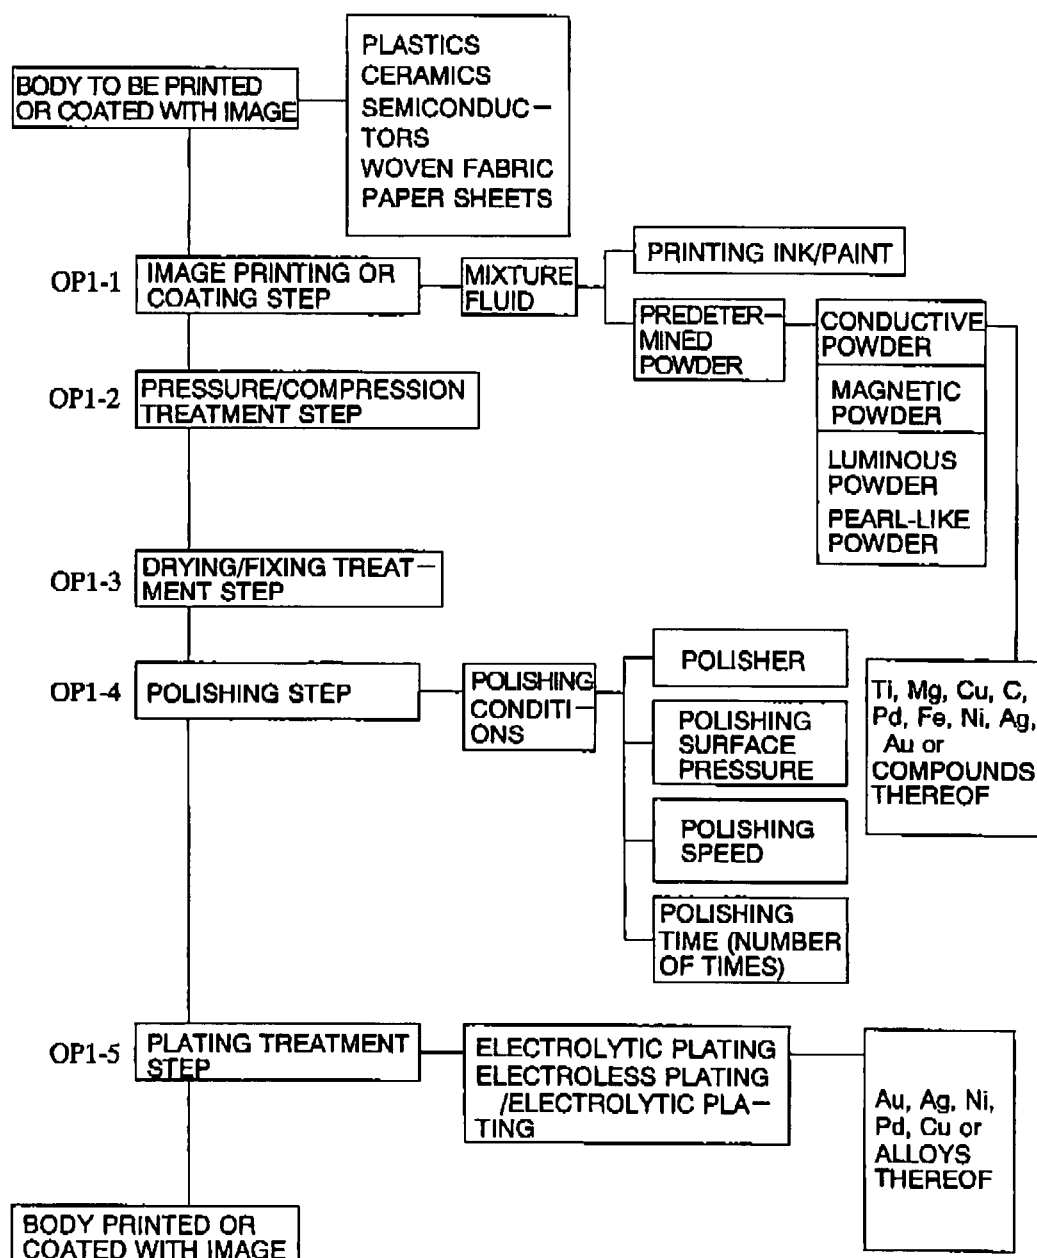 PLASTICS
CERAMICS
SEMICONDUC-
TORS
WOVEN FABRIC
PAPER SHEETS
BODY TO BE PRINTED
OR COATED WITH IMAGE
OP1-1
IMAGE PRINTING OR
COATING STEP
MIXTURE
FLUID
PRINTING INK/PAINT
PREDETER-
MINED
POWDER
CONDUCTIVE
POWDER
MAGNETIC
POWDER
LUMINOUS
POWDER
PEARL-LIKE
POWDER
OP1-2
PRESSURE/COMPRESSION
TREATMENT STEP
OP1-3
DRYING/FIXING TREAT-
MENT STEP
OP1-4
POLISHING STEP
POLISHING
CONDITI-
ONS
POLISHER
POLISHING
SURFACE
PRESSURE
POLISHING
SPEED
POLISHING
TIME (NUMBER
OF TIMES)
Ti, Mg, Cu, C,
Pd, Fe, Ni, Ag,
Au or
COMPOUNDS
THEREOF
OP1-5
PLATING TREATMENT
STEP
ELECTROLYTIC PLATING
ELECTROLESS PLATING
/ELECTROLYTIC PLA-
TING
Au, Ag, Ni,
Pd, Cu or
ALLOYS
THEREOF
BODY PRINTED OR
COATED WITH IMAGE